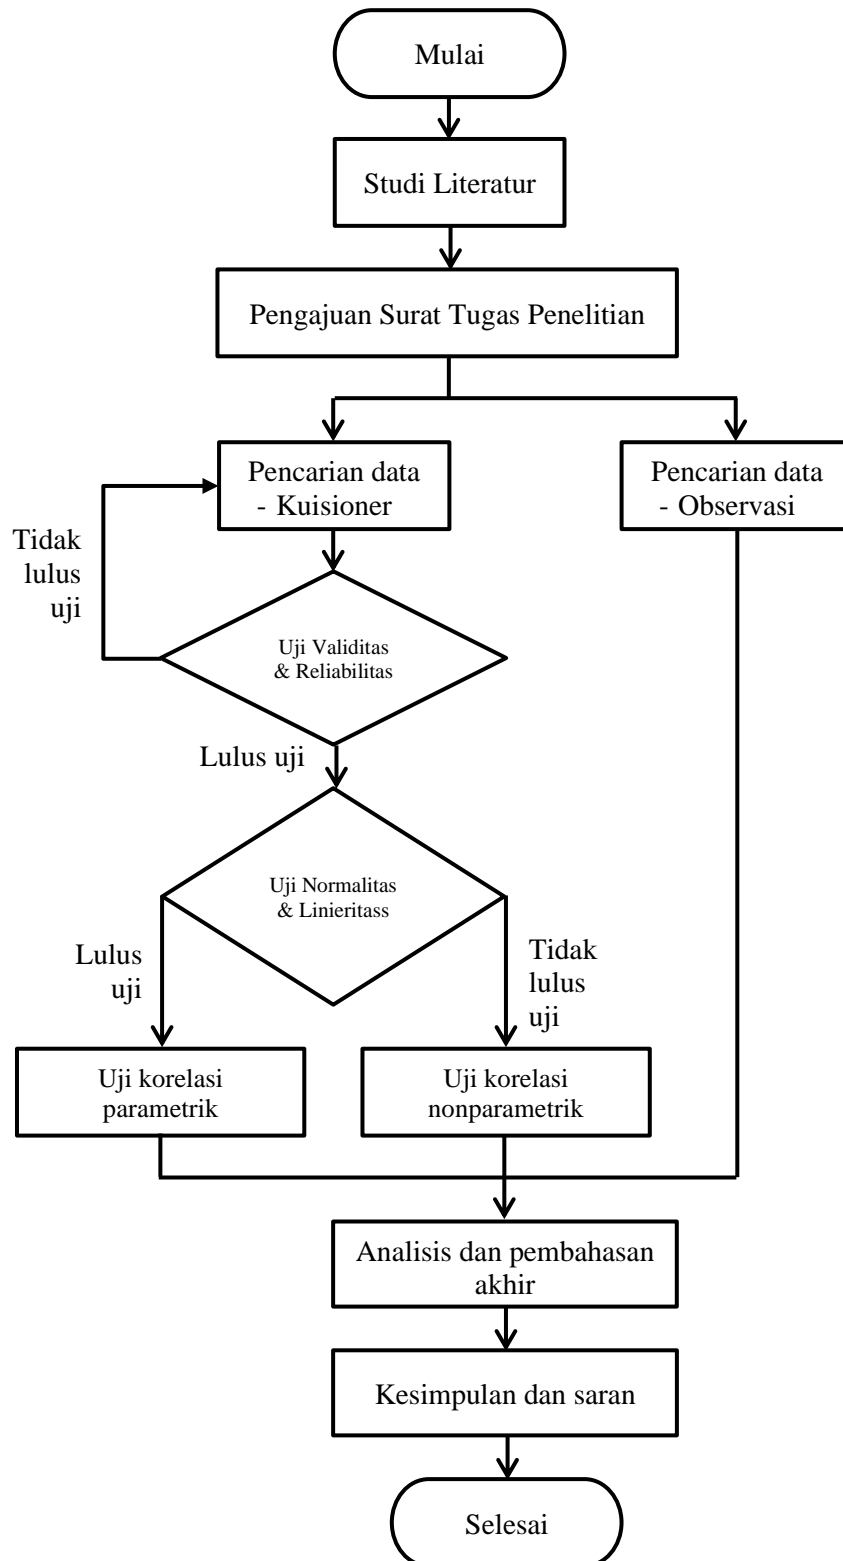 Mulai
Studi Literatur
Pengajuan Surat Tugas Penelitian
Pencarian data
- Kuisioner
Pencarian data
- Observasi
Tidak
lulus
uji
Uji Validitas
& Reliabilitas
Lulus uji
Uji Normalitas
& Linieritass
Lulus
uji
Tidak
lulus
uji
Uji korelasi
parametrik
Uji korelasi
nonparametrik
Analisis dan pembahasan
akhir
Kesimpulan dan saran
Selesai